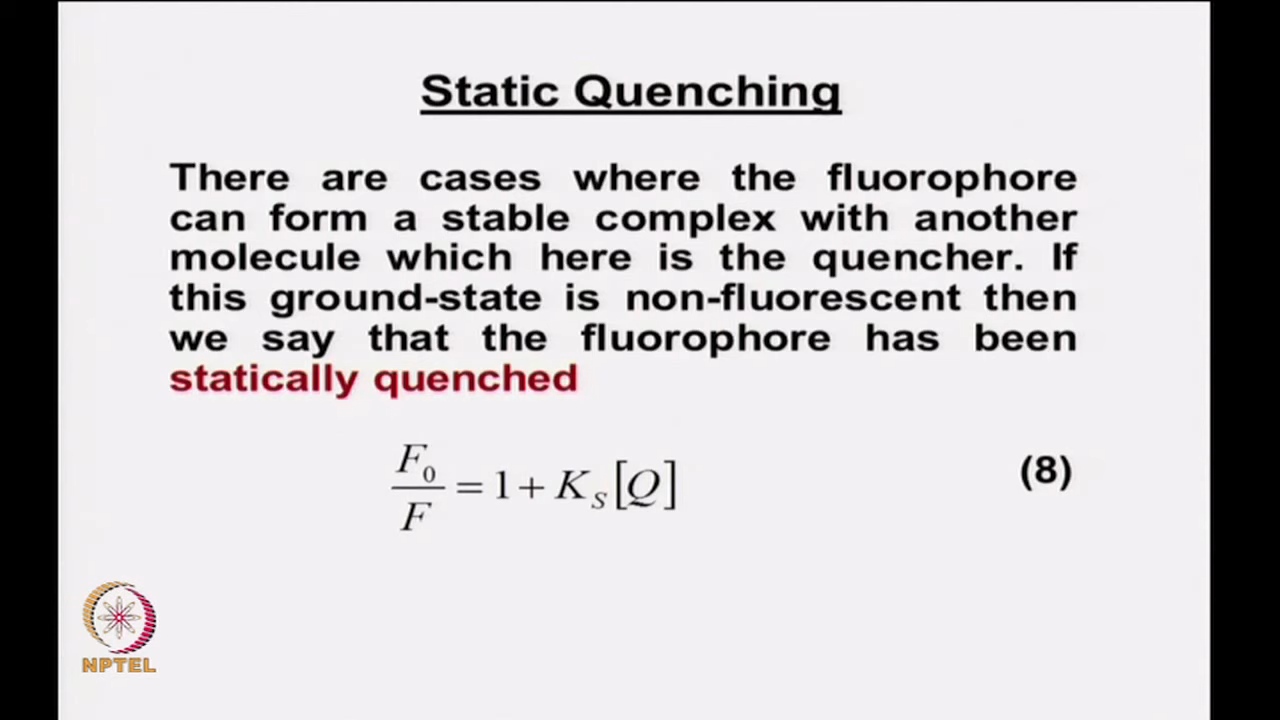 Static Quenching
There are cases where the fluorophore
can form a stable complex with another
molecule which here is the quencher. If
this ground-state is non-fluorescent then
we say that the fluorophore has been
statically quenched
F₀/F = 1 + K_S [Q] (8)
NPTEL